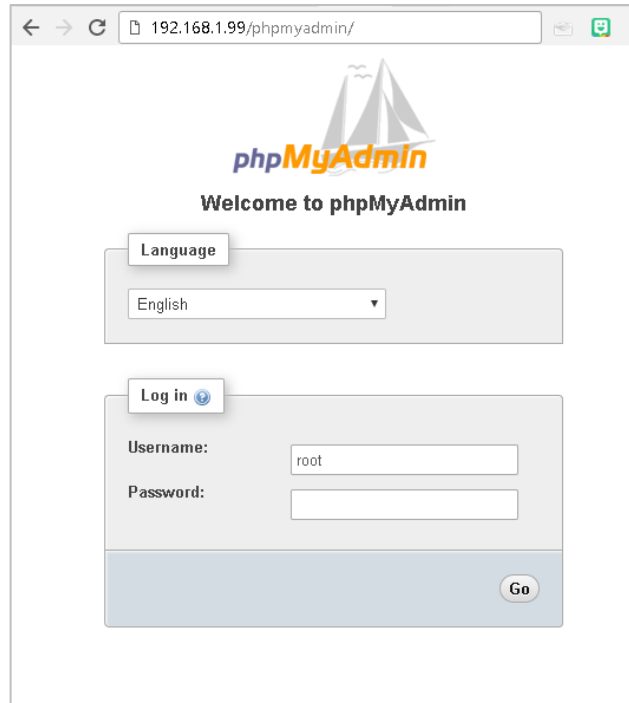 192.168.1.99/phpmyadmin/
phpMyAdmin
Welcome to phpMyAdmin
Language
English
Log in
Username:
root
Password:
Go